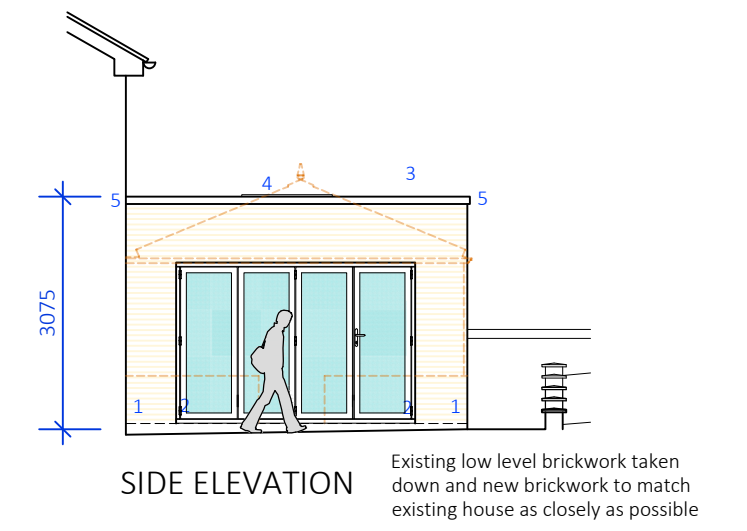 3
4
5
5
3075
1
2
2
1
SIDE ELEVATION
Existing low level brickwork taken
down and new brickwork to match
existing house as closely as possible